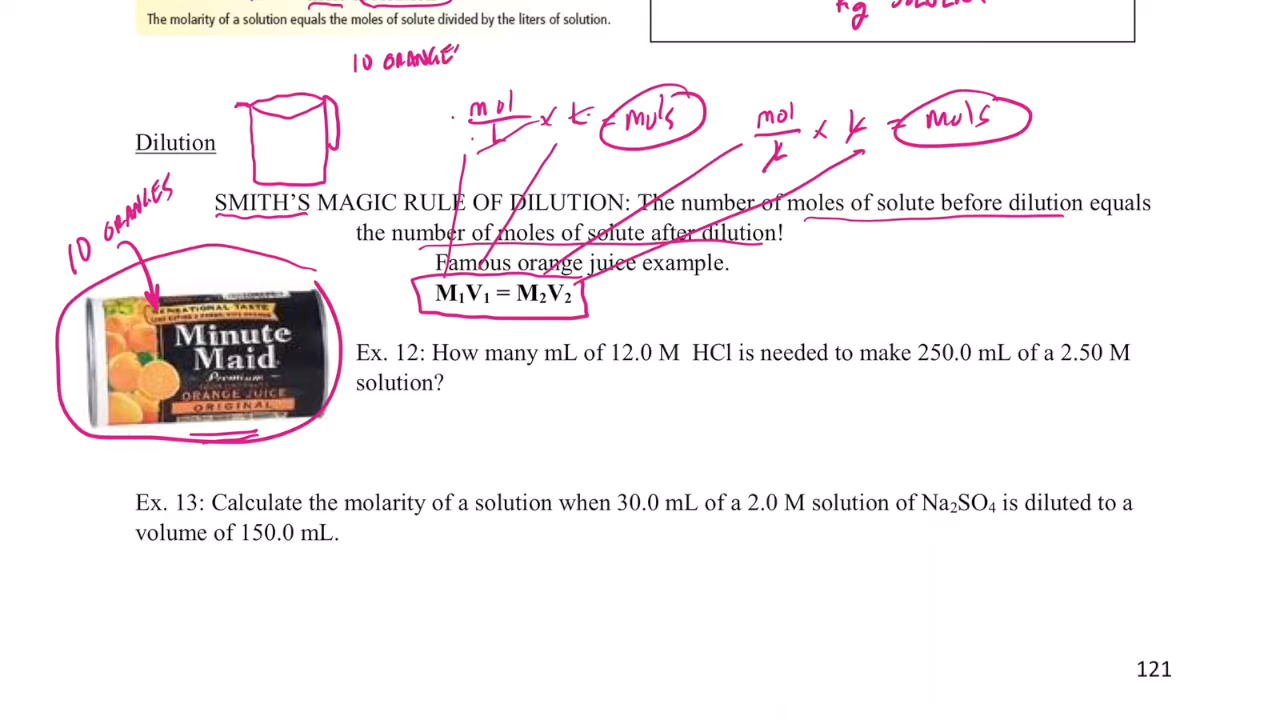 The molarity of a solution equals the moles of solute divided by the liters of solution.
10 ORANGE
mol
L × L = mols
mol
L × L = mols
Dilution
10 ORANGES
SMITH'S MAGIC RULE OF DILUTION: The number of moles of solute before dilution equals
the number of moles of solute after dilution!
Famous orange juice example.
M₁V₁ = M₂V₂
SENSATIONAL TASTE
Minute
Maid
Premium
ORANGE JUICE
ORIGINAL
Ex. 12: How many mL of 12.0 M HCl is needed to make 250.0 mL of a 2.50 M
solution?
Ex. 13: Calculate the molarity of a solution when 30.0 mL of a 2.0 M solution of Na₂SO₄ is diluted to a
volume of 150.0 mL.
121